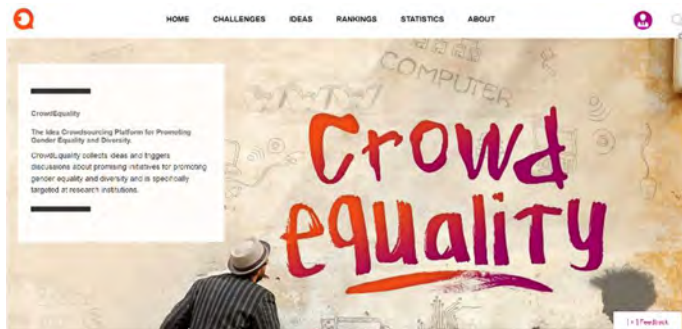 HOME CHALLENGES IDEAS RANKINGS STATISTICS ABOUT
COMPUTER
CrowdEquality
The Idea Crowdsourcing Platform for Promoting
Gender Equality and Diversity.
CrowdEquality collects ideas and triggers
discussions about promising initiatives for promoting
gender equality and diversity and is specifically
targeted at research institutions.
Crowd
equality
[+] Feedback